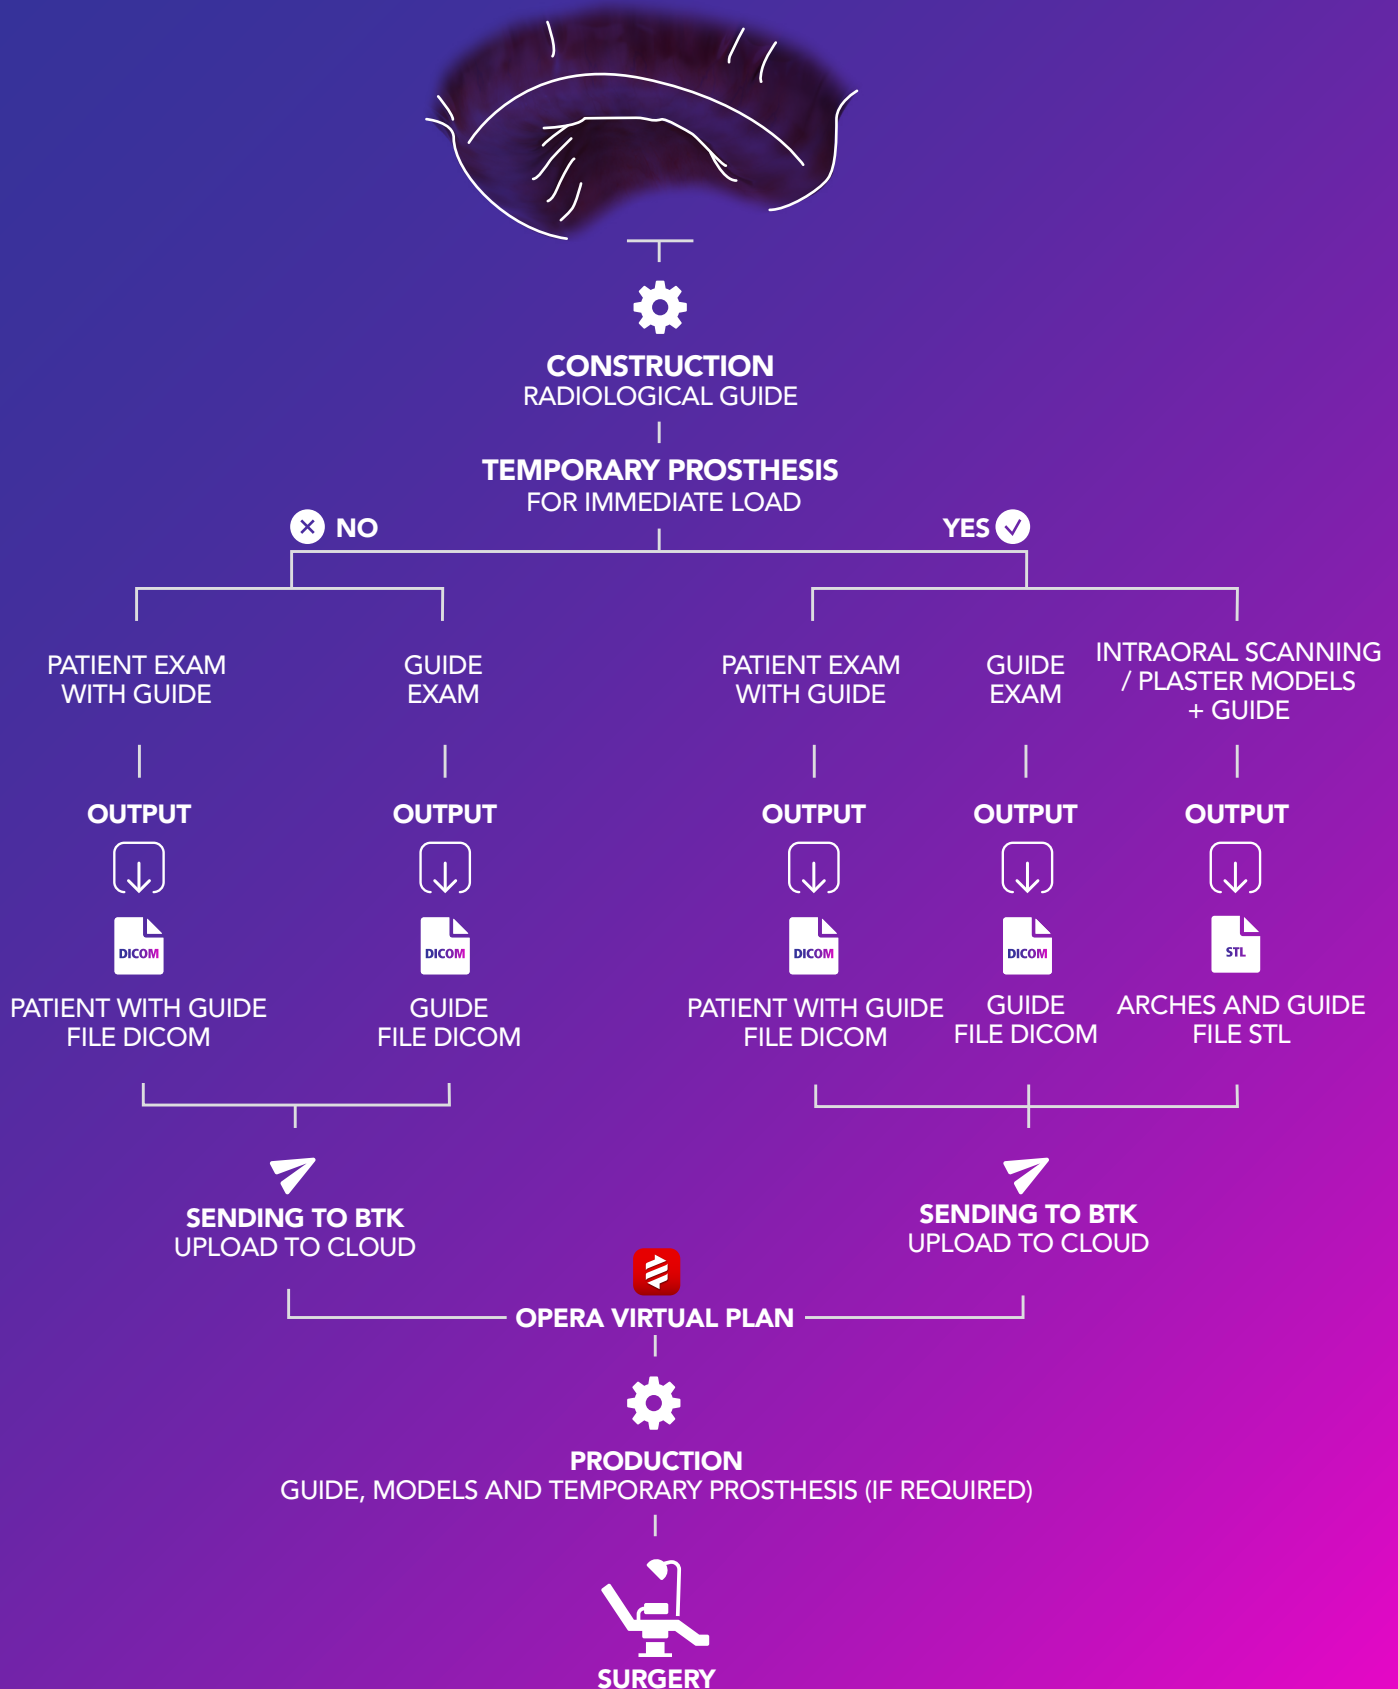 CONSTRUCTION
RADIOLOGICAL GUIDE
TEMPORARY PROSTHESIS
FOR IMMEDIATE LOAD
NO
YES
PATIENT EXAM
WITH GUIDE
GUIDE
EXAM
PATIENT EXAM
WITH GUIDE
GUIDE
EXAM
INTRAORAL SCANNING
/ PLASTER MODELS
+ GUIDE
OUTPUT
OUTPUT
OUTPUT
OUTPUT
OUTPUT
DICOM
DICOM
DICOM
DICOM
STL
PATIENT WITH GUIDE
FILE DICOM
GUIDE
FILE DICOM
PATIENT WITH GUIDE
FILE DICOM
GUIDE
FILE DICOM
ARCHES AND GUIDE
FILE STL
SENDING TO BTK
UPLOAD TO CLOUD
SENDING TO BTK
UPLOAD TO CLOUD
OPERA VIRTUAL PLAN
PRODUCTION
GUIDE, MODELS AND TEMPORARY PROSTHESIS (IF REQUIRED)
SURGERY